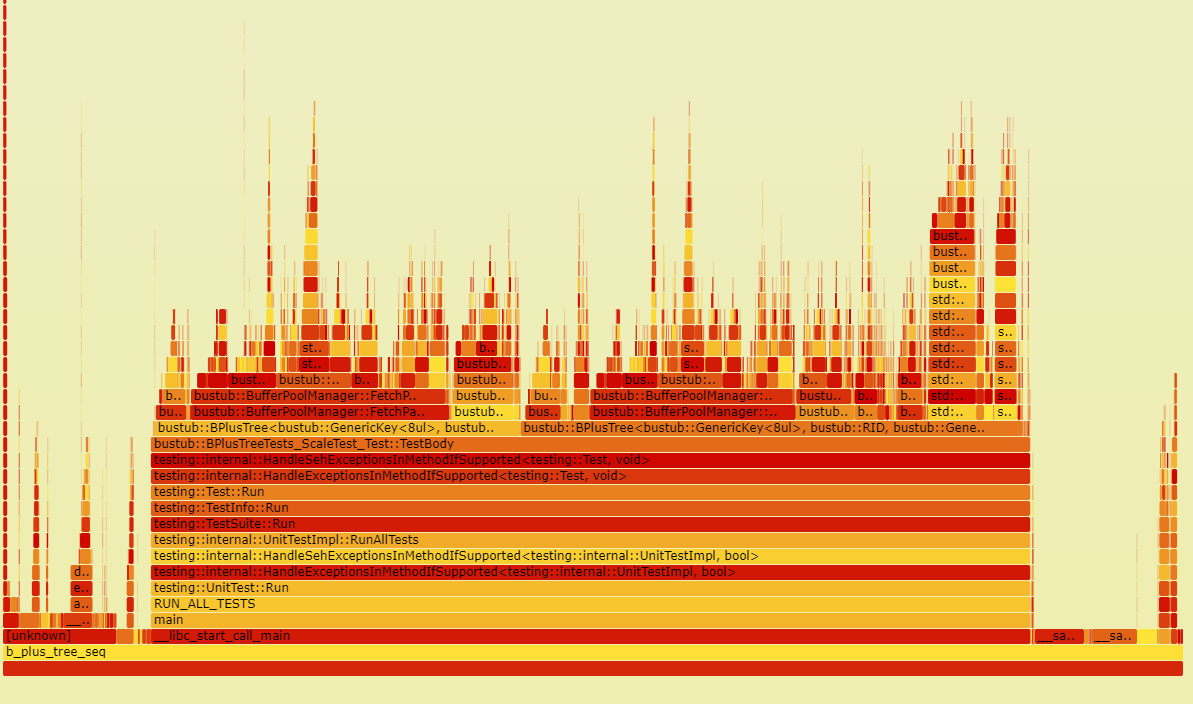 bust..
bust..
bust..
bust..
std:..
std:..
std:.. s..
st.. b.. s.. std:.. s..
st.. bustub.. s.. std:.. s..
bust.. bustub::.. b.. bustub.. bus.. bustub:.. b.. b.. std:.. s..
b.. bustub::BufferPoolManager::FetchP.. bustub.. b.. bustub::BufferPoolManager:.. bustu.. b.. b.. std:.. s..
bu.. bustub::BufferPoolManager::FetchPa.. bustub.. bus.. bustub::BufferPoolManager::... bustub.. b.. b.. std:.. s..
bustub::BPlusTree<bustub::GenericKey<8ul>, bustub.. bustub::BPlusTree<bustub::GenericKey<8ul>, bustub::RID, bustub::Gene..
bustub::BPlusTreeTests_ScaleTest_Test::TestBody
testing::internal::HandleSehExceptionsInMethodIfSupported<testing::Test, void>
testing::internal::HandleExceptionsInMethodIfSupported<testing::Test, void>
testing::Test::Run
testing::TestInfo::Run
testing::TestSuite::Run
testing::internal::UnitTestImpl::RunAllTests
testing::internal::HandleSehExceptionsInMethodIfSupported<testing::internal::UnitTestImpl, bool>
d.. testing::internal::HandleExceptionsInMethodIfSupported<testing::internal::UnitTestImpl, bool>
e.. testing::UnitTest::Run
a.. RUN_ALL_TESTS
__.. main
[unknown] __libc_start_call_main __sa.. __sa..
b_plus_tree_seq